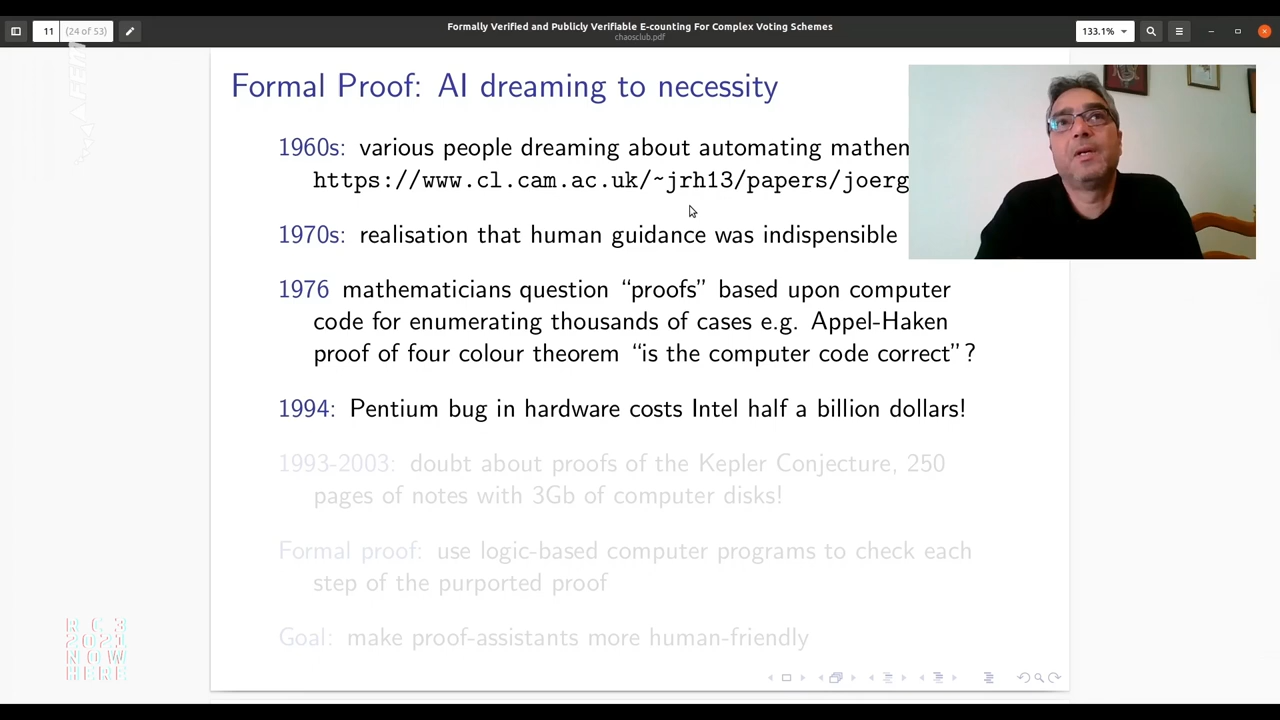 11 (24 of 53)
Formally Verified and Publicly Verifiable E-counting For Complex Voting Schemes
chaosclub.pdf
133.1%
Formal Proof: AI dreaming to necessity
1960s: various people dreaming about automating mathem
https://www.cl.cam.ac.uk/~jrh13/papers/joerg
1970s: realisation that human guidance was indispensible
1976 mathematicians question “proofs” based upon computer
code for enumerating thousands of cases e.g. Appel-Haken
proof of four colour theorem “is the computer code correct”?
1994: Pentium bug in hardware costs Intel half a billion dollars!
1993-2003: doubt about proofs of the Kepler Conjecture, 250
pages of notes with 3Gb of computer disks!
Formal proof: use logic-based computer programs to check each
step of the purported proof
Goal: make proof-assistants more human-friendly
RC3
2021
NOW
HERE